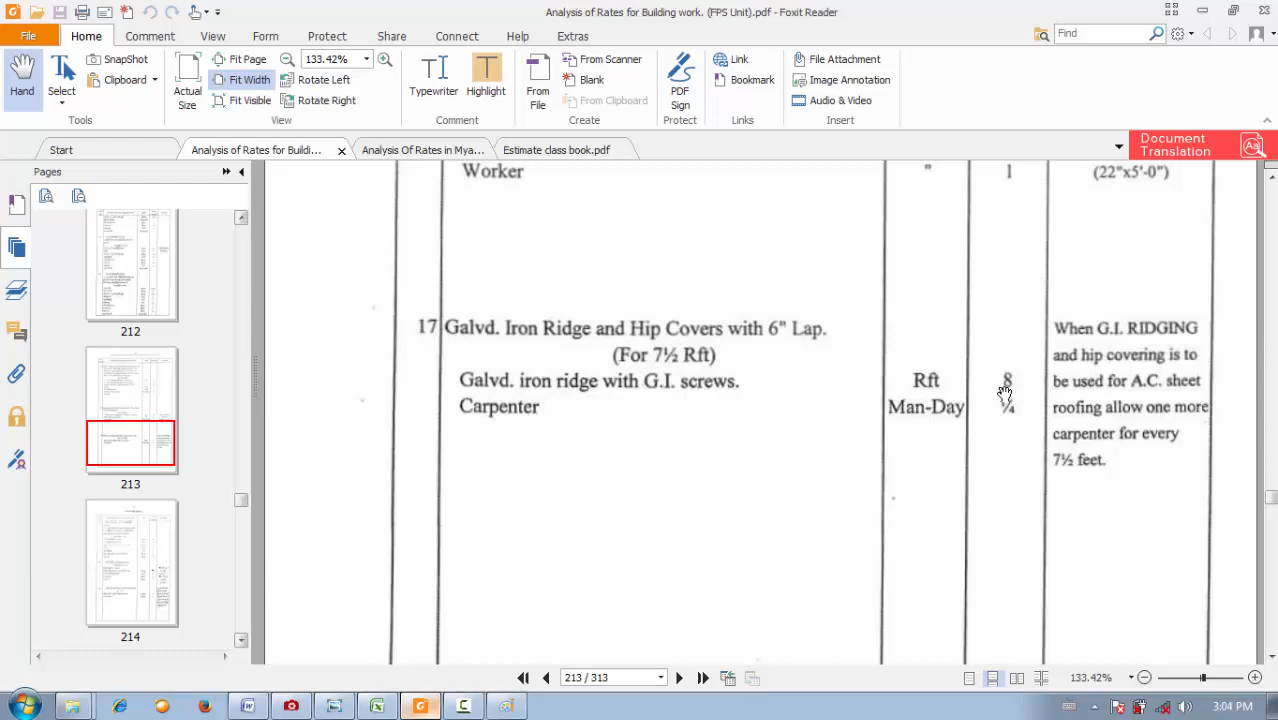 Analysis of Rates for Building work. (FPS Unit).pdf - Foxit Reader
File Home Comment View Form Protect Share Connect Help Extras
Find
Hand
Select
SnapShot
Clipboard
Actual Size
Fit Page
Fit Width
Fit Visible
133.42%
Rotate Left
Rotate Right
Typewriter
Highlight
From File
From Scanner
Blank
From Clipboard
PDF Sign
Link
Bookmark
File Attachment
Image Annotation
Audio & Video
Tools View Comment Create Protect Links Insert
Start Analysis of Rates for Buildi... Analysis Of Rates in Mya... Estimate cess book.pdf
Document
Translation
Pages
212
213
214
Worker " 1 (22"x5'-0")
17 Galvd. Iron Ridge and Hip Covers with 6" Lap.
(For 7½ Rft)
Galvd. iron ridge with G.I. screws. Rft 8
Carpenter Man-Day ¼
When G.I. RIDGING
and hip covering is to
be used for A.C. sheet
roofing allow one more
carpenter for every
7½ feet.
213 / 313
133.42%
3:04 PM